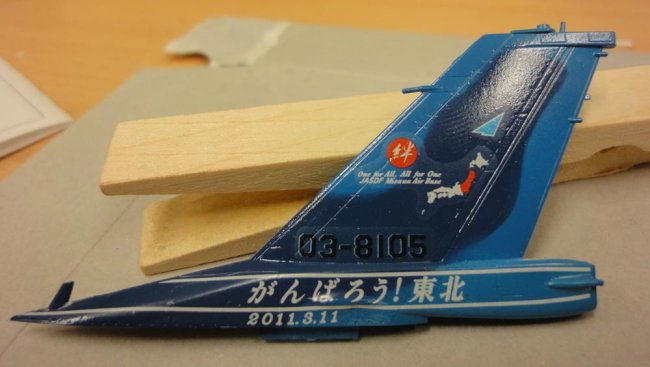 絆
One for All, All for One
JASDF Misawa Air Base
03-8105
がんばろう!東北
2011.3.11